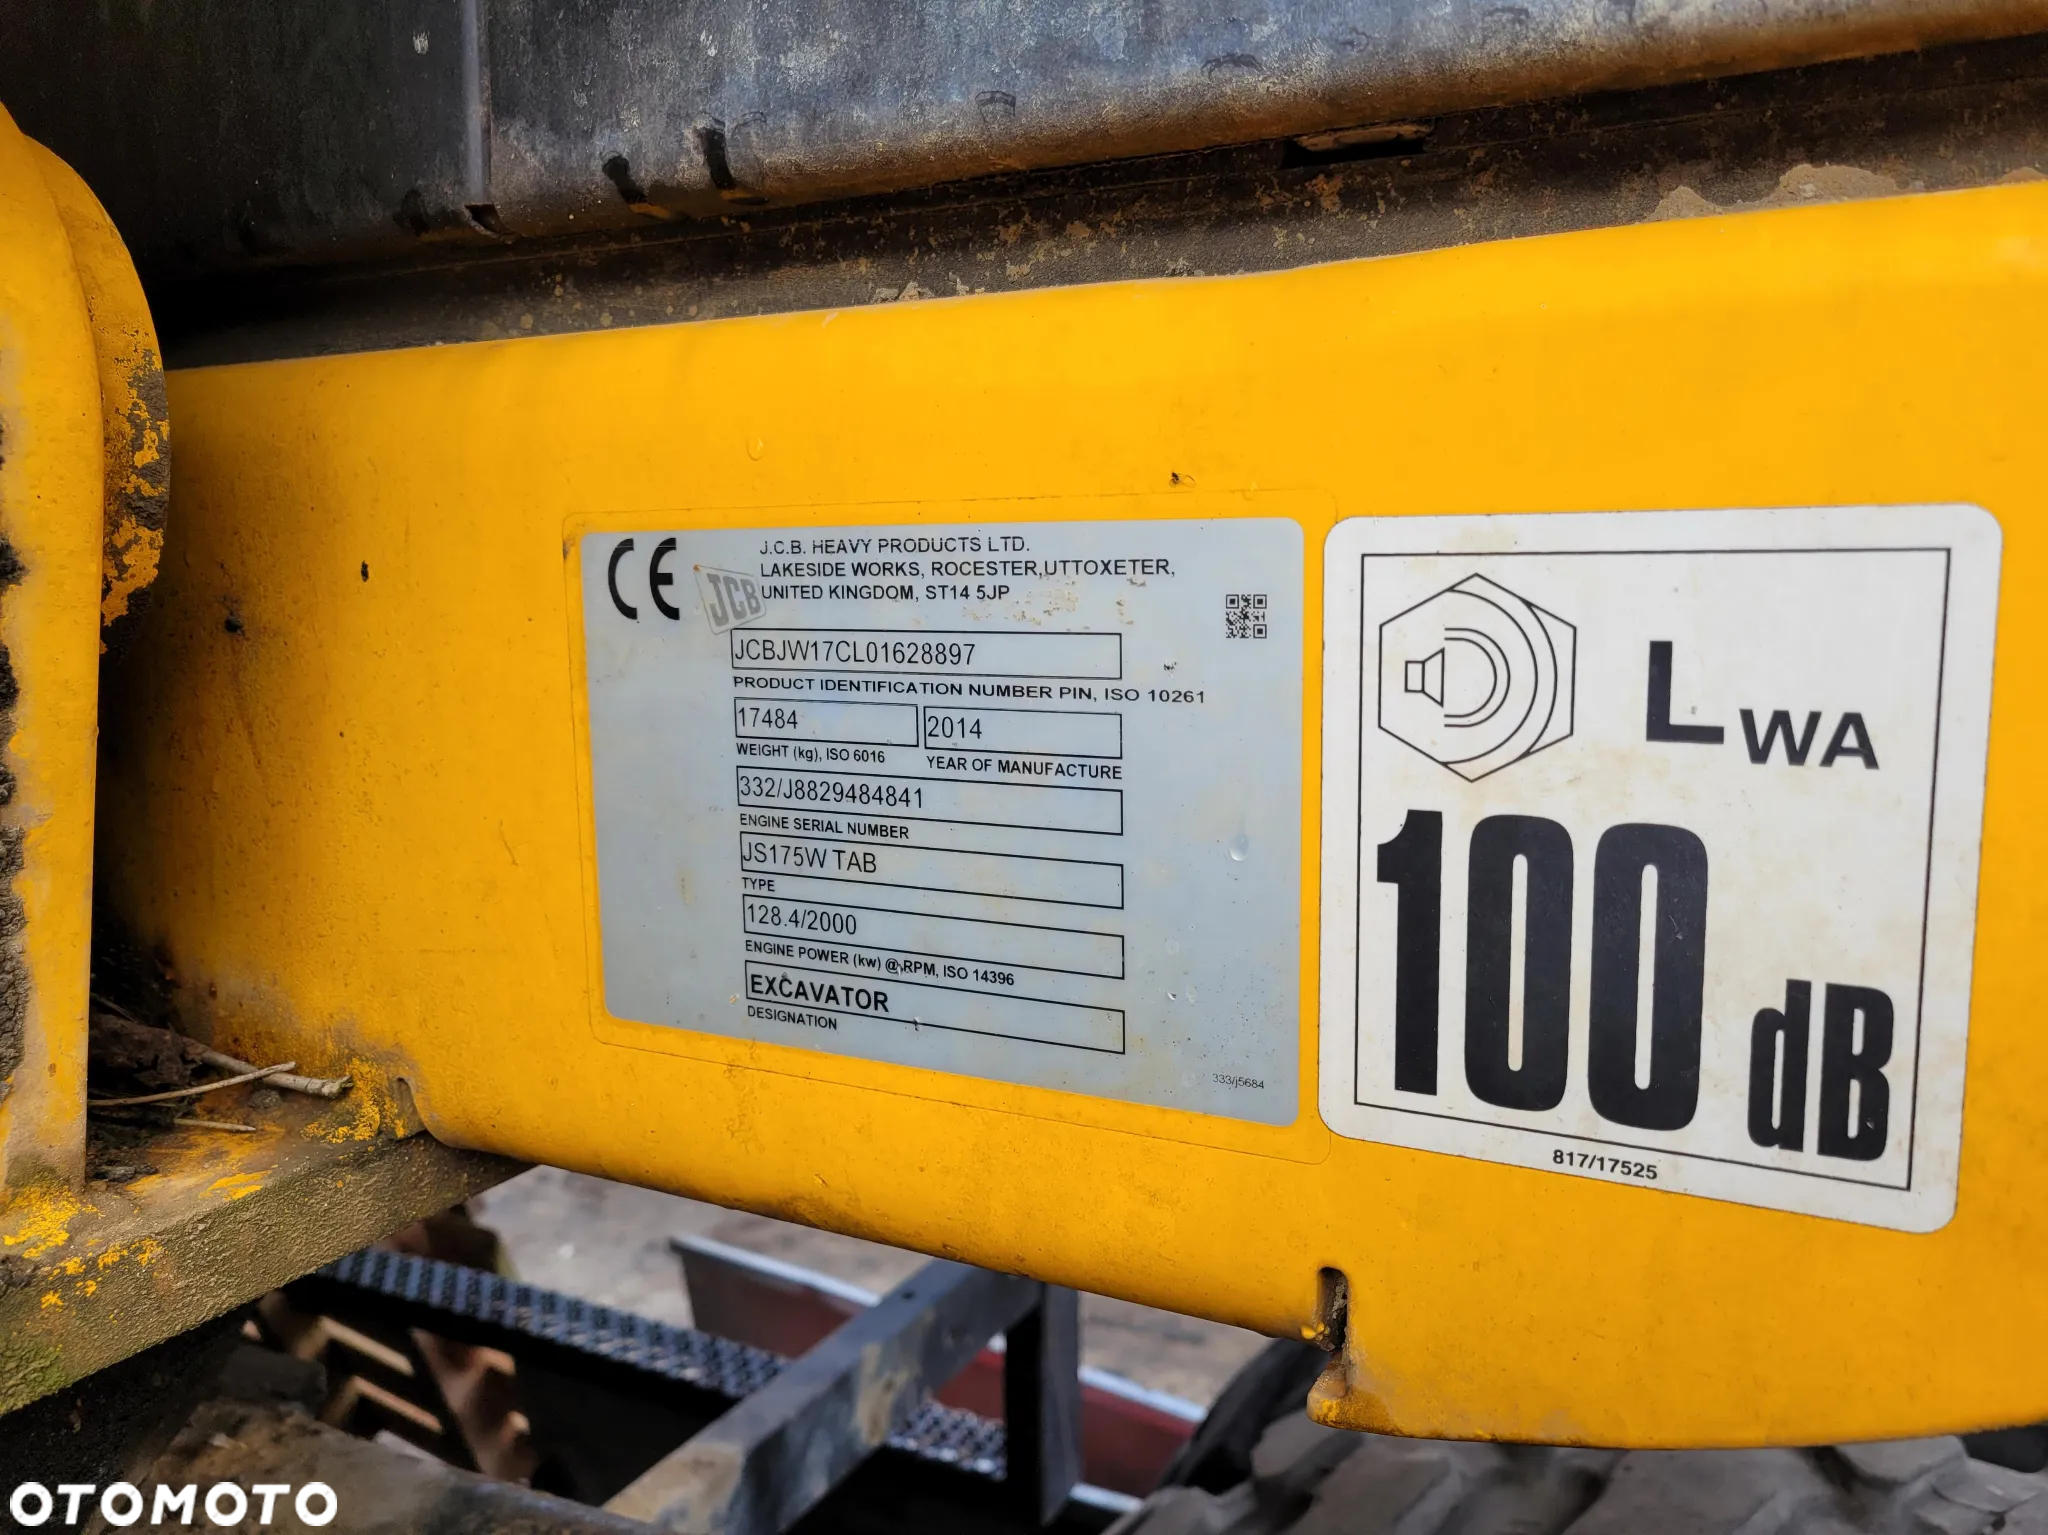 CE
JCB
J.C.B. HEAVY PRODUCTS LTD.
LAKESIDE WORKS, ROCESTER,UTTOXETER,
UNITED KINGDOM, ST14 5JP
JCBJW17CL01628897
PRODUCT IDENTIFICATION NUMBER PIN, ISO 10261
17484
WEIGHT (kg), ISO 6016
2014
YEAR OF MANUFACTURE
332/J8829484841
ENGINE SERIAL NUMBER
JS175W TAB
TYPE
128.4/2000
ENGINE POWER (kw) @ RPM, ISO 14396
EXCAVATOR
DESIGNATION
333/j5684
LWA
100 dB
817/17525
OTOMOTO